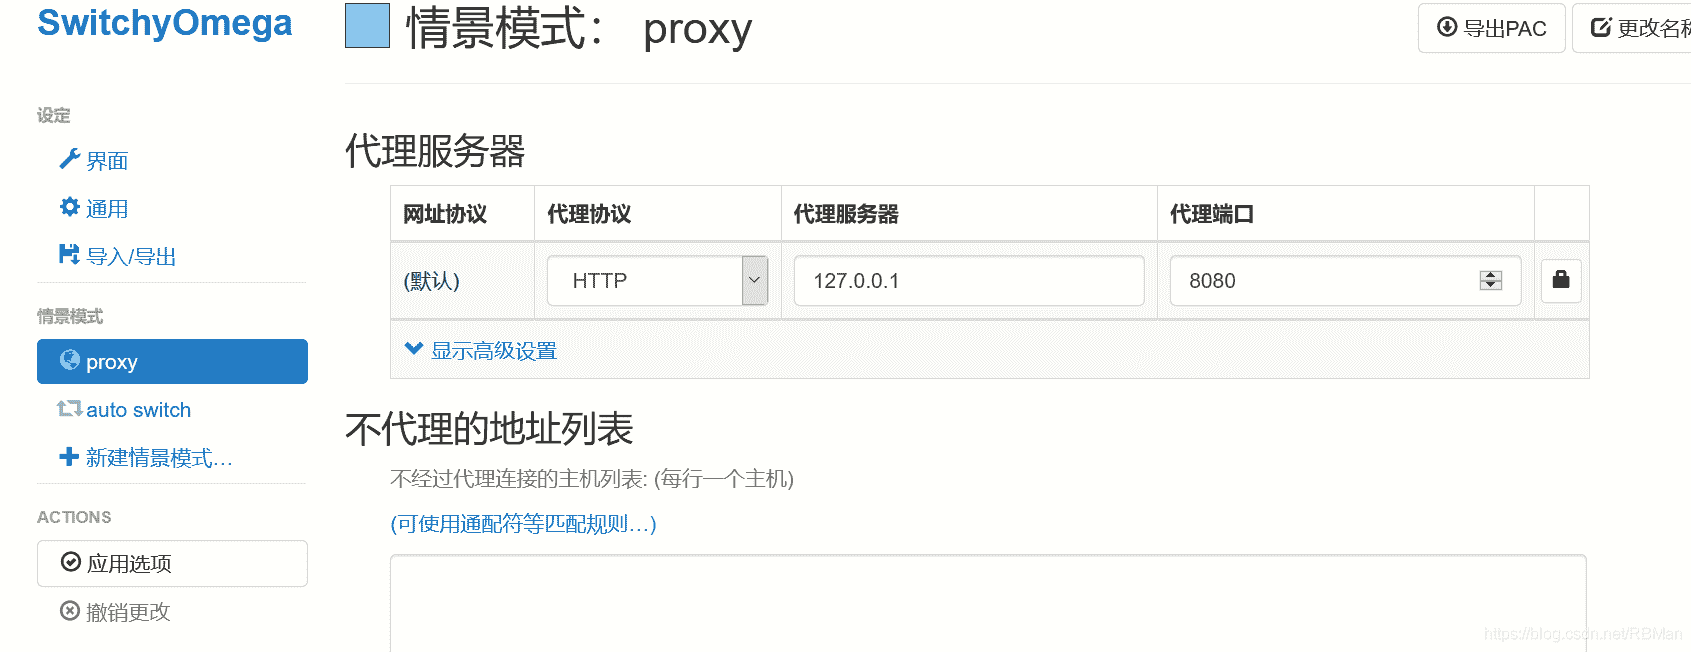 SwitchyOmega
设定
界面
通用
导入/导出
情景模式
proxy
auto switch
新建情景模式...
ACTIONS
应用选项
撤销更改
情景模式： proxy
导出PAC
更改名称
代理服务器
网址协议 代理协议 代理服务器 代理端口
(默认) HTTP 127.0.0.1 8080
显示高级设置
不代理的地址列表
不经过代理连接的主机列表: (每行一个主机)
(可使用通配符等匹配规则...)
https://blog.csdn.net/RBMan